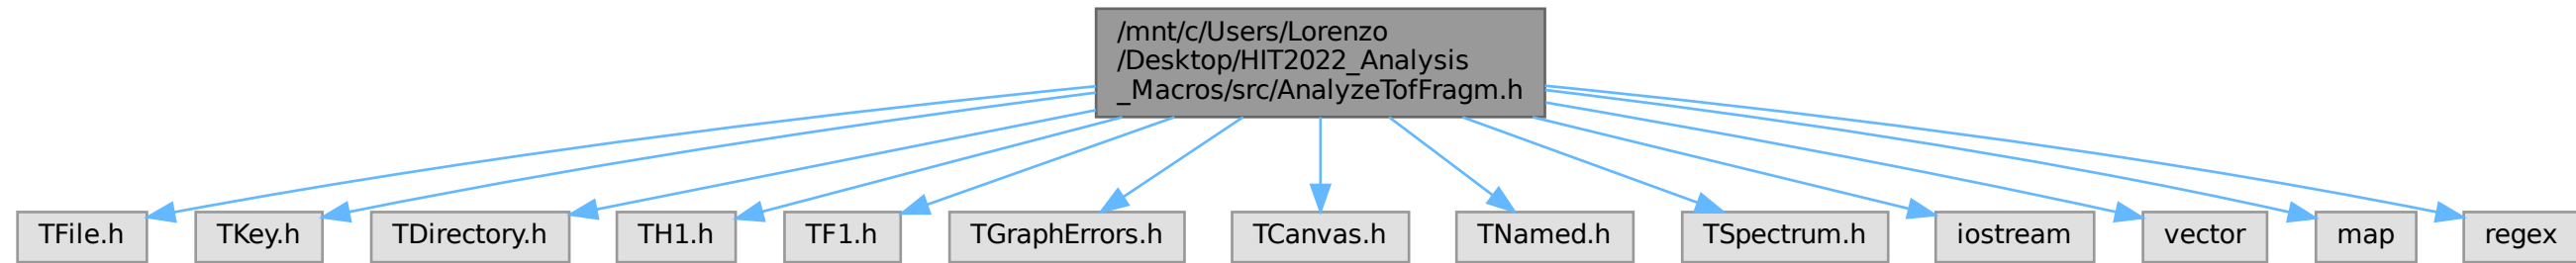 /mnt/c/Users/Lorenzo
/Desktop/HIT2022_Analysis
_Macros/src/AnalyzeTofFragm.h
TFile.h
TKey.h
TDirectory.h
TH1.h
TF1.h
TGraphErrors.h
TCanvas.h
TNamed.h
TSpectrum.h
iostream
vector
map
regex